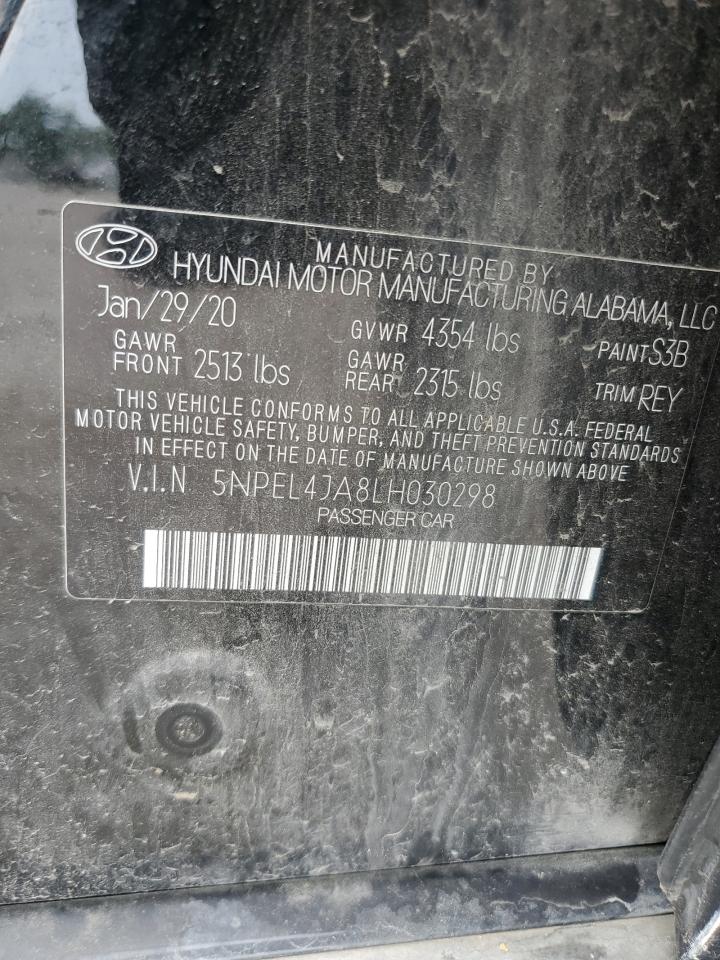 MANUFACTURED BY
HYUNDAI MOTOR MANUFACTURING ALABAMA, LLC
Jan/29/20 GVWR 4354 lbs PAINT S3B
GAWR FRONT 2513 lbs GAWR REAR 2315 lbs TRIM REY
THIS VEHICLE CONFORMS TO ALL APPLICABLE U.S.A. FEDERAL
MOTOR VEHICLE SAFETY, BUMPER, AND THEFT PREVENTION STANDARDS
IN EFFECT ON THE DATE OF MANUFACTURE SHOWN ABOVE
V.I.N 5NPEL4JA8LH030298
PASSENGER CAR